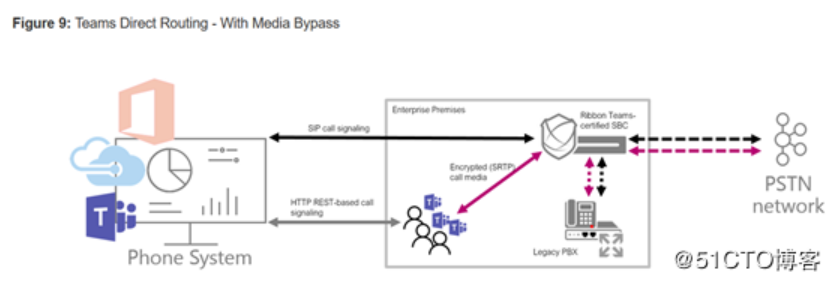 Figure 9: Teams Direct Routing - With Media Bypass
Enterprise Premises
Ribbon Teams-
certified SBC
SIP call signaling
Encrypted (SRTP)
call media
HTTP REST-based call
signaling
T
PSTN
network
Legacy PBX
Phone System
@51CTO博客